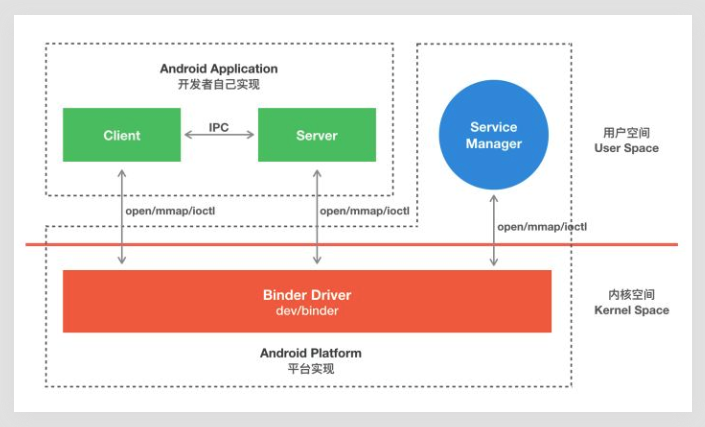 Android Application
开发者自己实现
Client
IPC
Server
Service
Manager
用户空间
User Space
open/mmap/ioctl
open/mmap/ioctl
open/mmap/ioctl
Binder Driver
dev/binder
内核空间
Kernel Space
Android Platform
平台实现